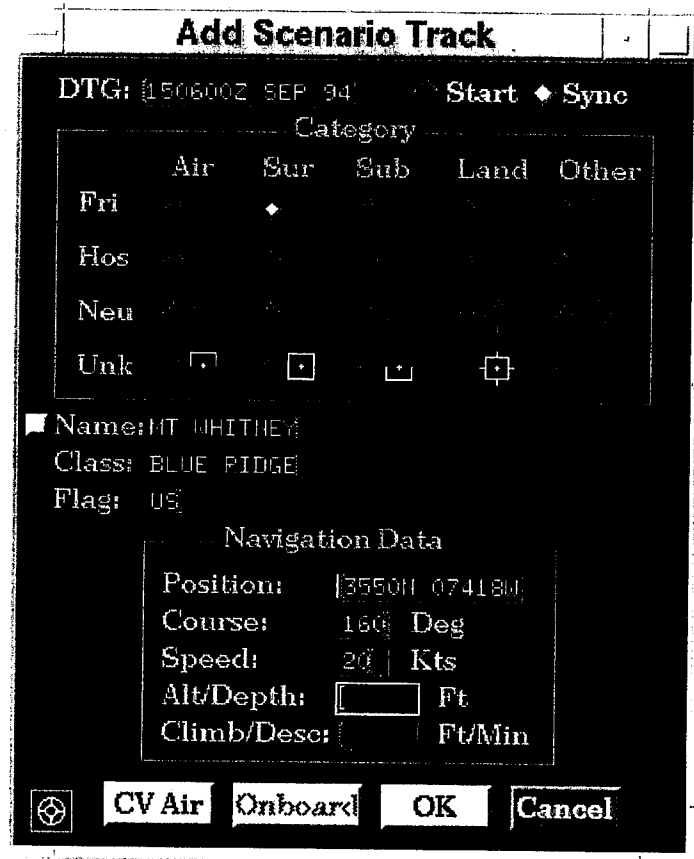 Add Scenario Track
DTG: 150600Z SEP 94 Start Sync
Category
Air Sur Sub Land Other
Fri
Hos
Neu
Unk
Name: MT WHITNEY
Class: BLUE RIDGE
Flag: US
Navigation Data
Position: 3550N 07418W
Course: 160 Deg
Speed: 20 Kts
Alt/Depth: Ft
Climb/Desc: Ft/Min
CV Air Onboard OK Cancel